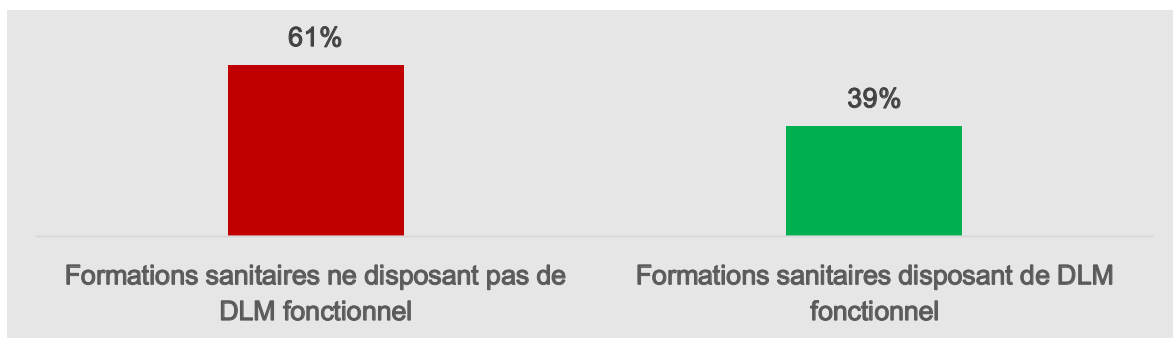 61%
39%
Formations sanitaires ne disposant pas de
DLM fonctionnel
Formations sanitaires disposant de DLM
fonctionnel